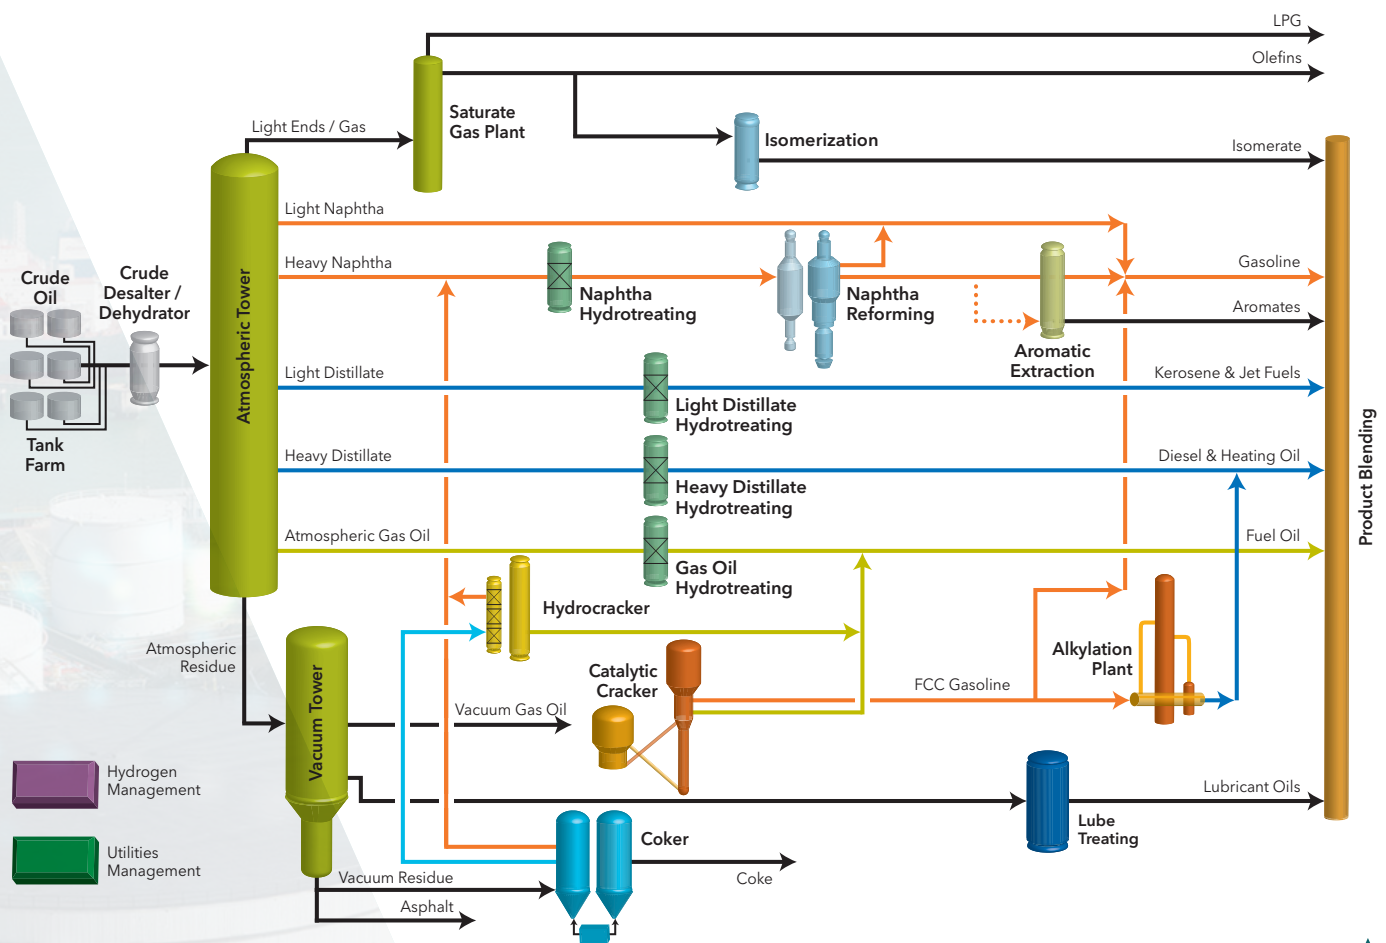 LPG
Olefins
Saturate
Gas Plant
Light Ends / Gas
Isomerization
Isomerate
Light Naphtha
Heavy Naphtha
Gasoline
Crude
Oil
Crude
Desalter /
Dehydrator
Atmospheric Tower
Naphtha
Hydrotreating
Naphtha
Reforming
Aromates
Aromatic
Extraction
Light Distillate
Kerosene & Jet Fuels
Light Distillate
Hydrotreating
Tank
Farm
Heavy Distillate
Diesel & Heating Oil
Product Blending
Heavy Distillate
Hydrotreating
Atmospheric Gas Oil
Fuel Oil
Gas Oil
Hydrotreating
Hydrocracker
Atmospheric
Residue
Alkylation
Plant
Catalytic
Cracker
FCC Gasoline
Vacuum Tower
Vacuum Gas Oil
Hydrogen
Management
Lubricant Oils
Lube
Treating
Coker
Utilities
Management
Vacuum Residue
Coke
Asphalt